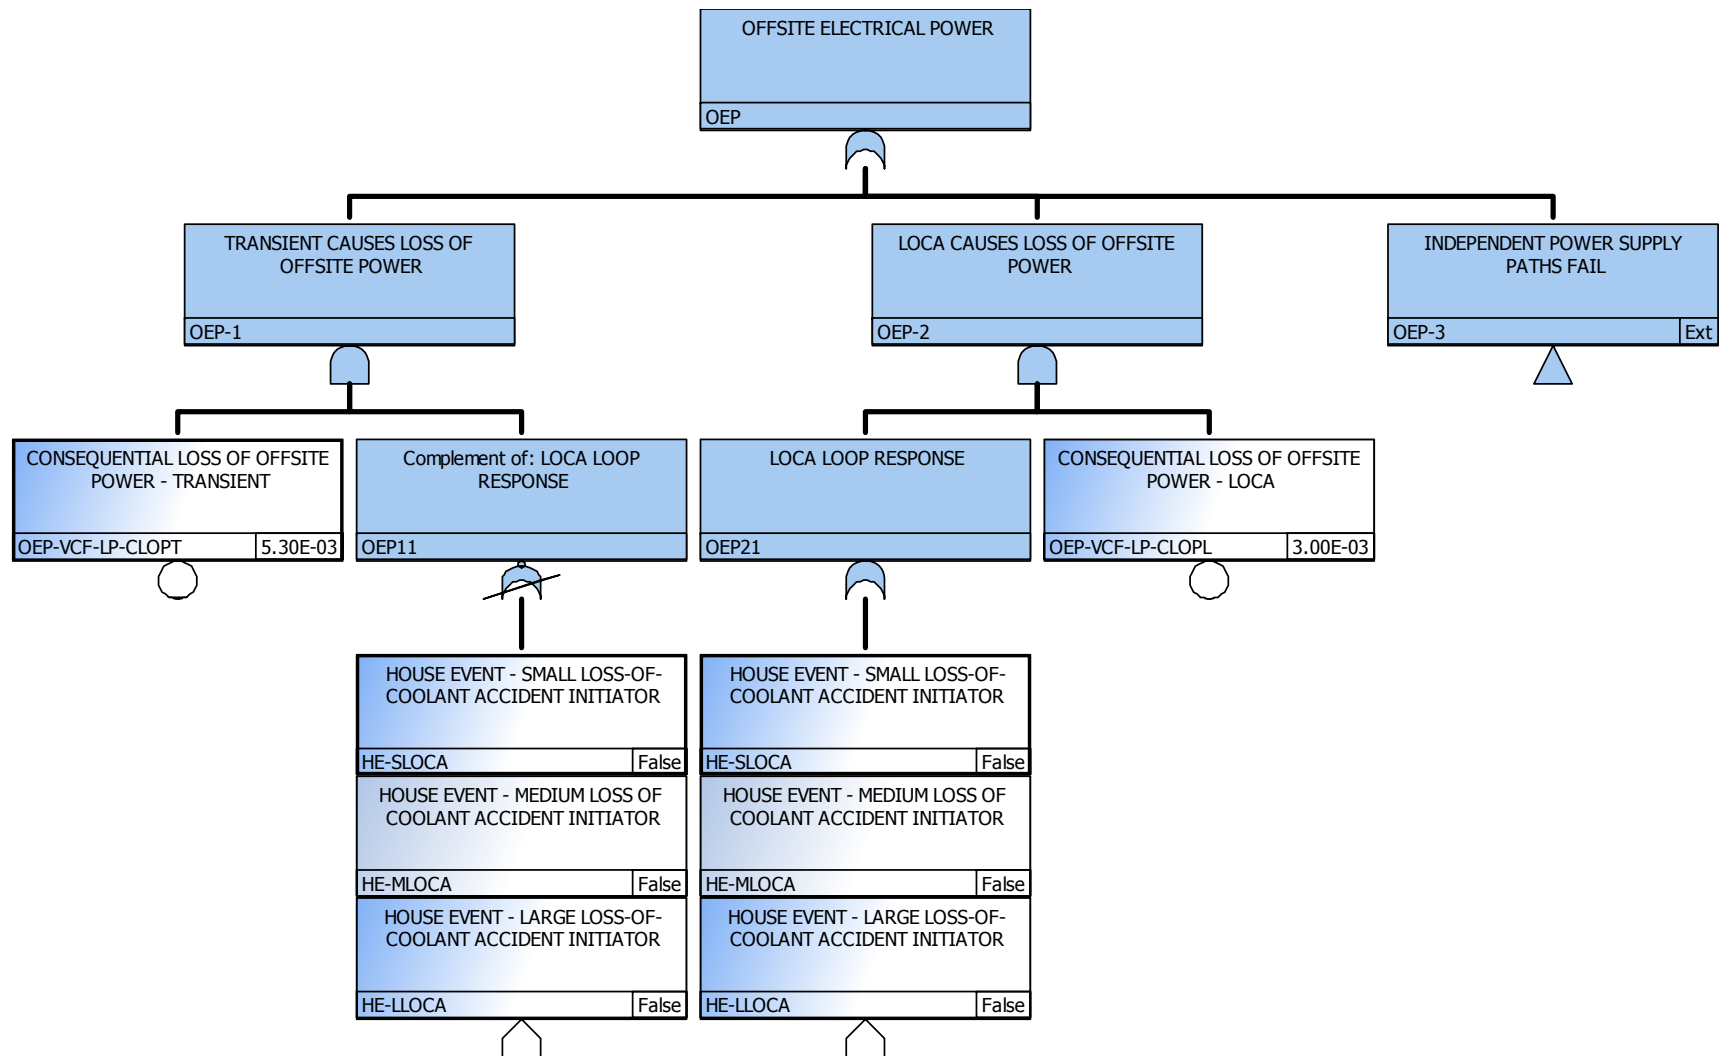 OFFSITE ELECTRICAL POWER
OEP
TRANSIENT CAUSES LOSS OF
OFFSITE POWER
OEP-1
LOCA CAUSES LOSS OF OFFSITE
POWER
OEP-2
INDEPENDENT POWER SUPPLY
PATHS FAIL
OEP-3 Ext
CONSEQUENTIAL LOSS OF OFFSITE
POWER - TRANSIENT
OEP-VCF-LP-CLOPT 5.30E-03
Complement of: LOCA LOOP
RESPONSE
OEP11
LOCA LOOP RESPONSE
OEP21
CONSEQUENTIAL LOSS OF OFFSITE
POWER - LOCA
OEP-VCF-LP-CLOPL 3.00E-03
HOUSE EVENT - SMALL LOSS-OF-
COOLANT ACCIDENT INITIATOR
HE-SLOCA False
HOUSE EVENT - MEDIUM LOSS OF
COOLANT ACCIDENT INITIATOR
HE-MLOCA False
HOUSE EVENT - LARGE LOSS-OF-
COOLANT ACCIDENT INITIATOR
HE-LLOCA False
HOUSE EVENT - SMALL LOSS-OF-
COOLANT ACCIDENT INITIATOR
HE-SLOCA False
HOUSE EVENT - MEDIUM LOSS OF
COOLANT ACCIDENT INITIATOR
HE-MLOCA False
HOUSE EVENT - LARGE LOSS-OF-
COOLANT ACCIDENT INITIATOR
HE-LLOCA False